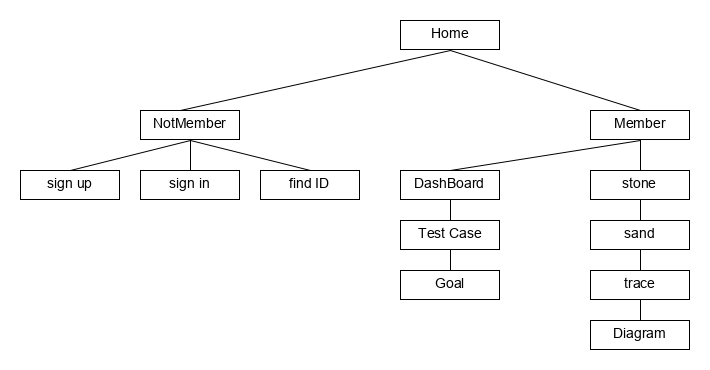 Home
NotMember
Member
sign up
sign in
find ID
DashBoard
stone
Test Case
sand
Goal
trace
Diagram